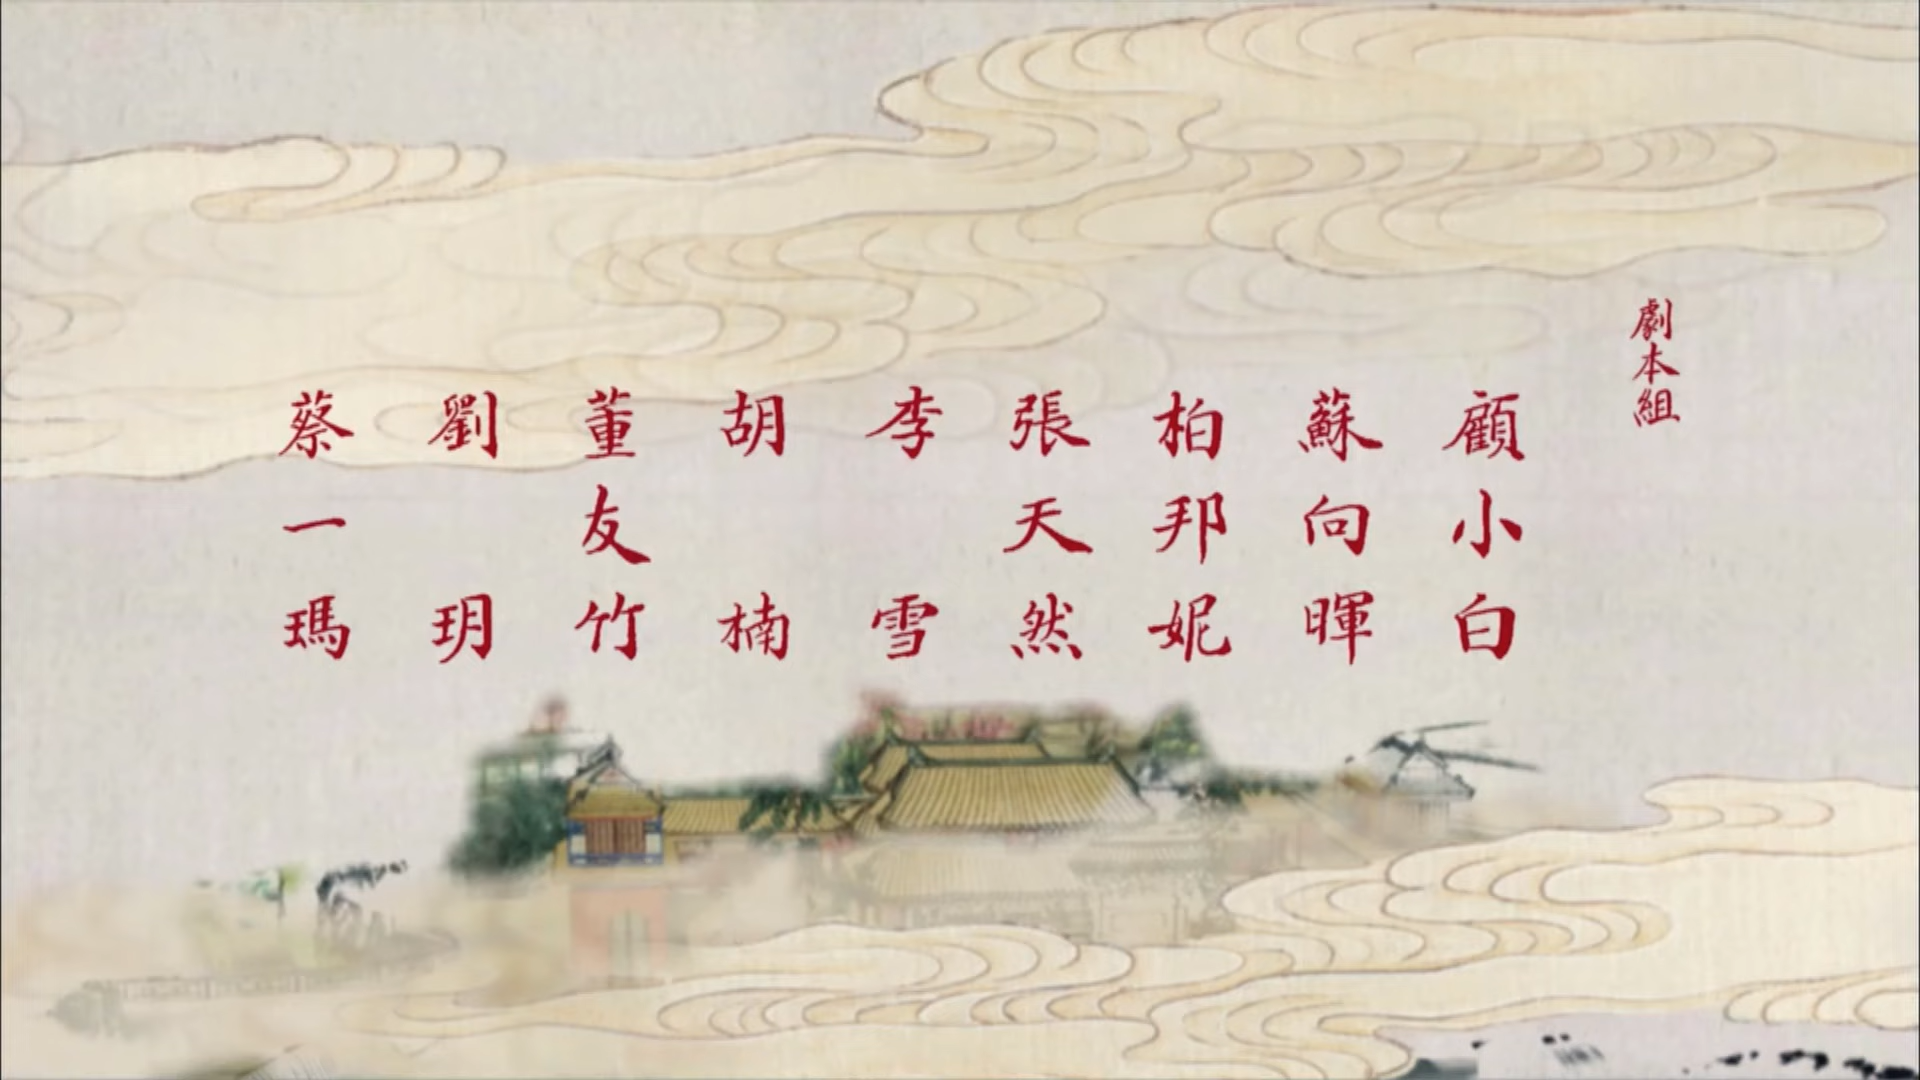 劇本組
顧小白
蘇向暉
柏邦妮
張天然
李雪
胡楠
董友竹
劉玥
蔡一瑪